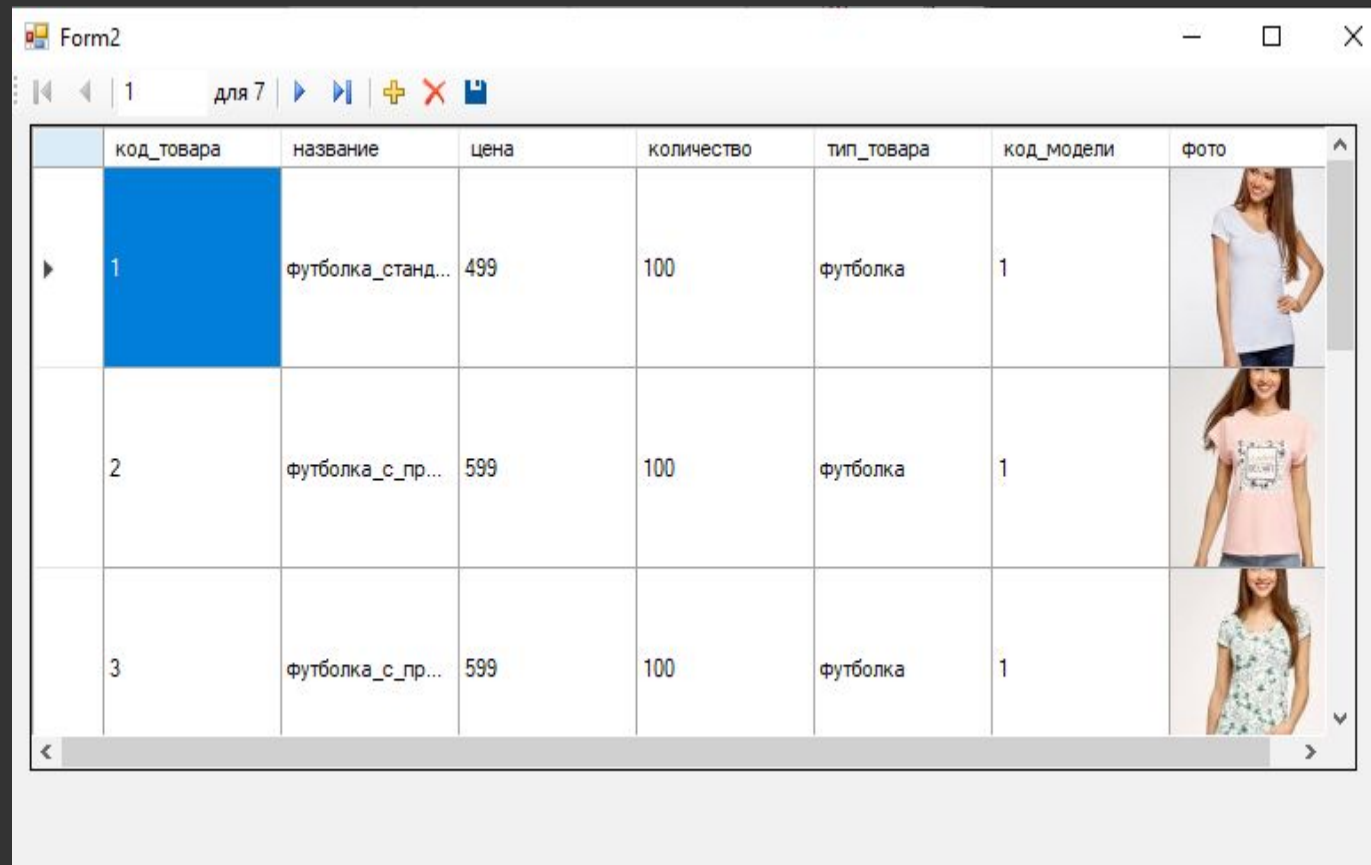 Form2
1 для 7
код_товара название цена количество тип_товара код_модели фото
1 футболка_станд... 499 100 футболка 1
2 футболка_с_пр... 599 100 футболка 1
3 футболка_с_пр... 599 100 футболка 1